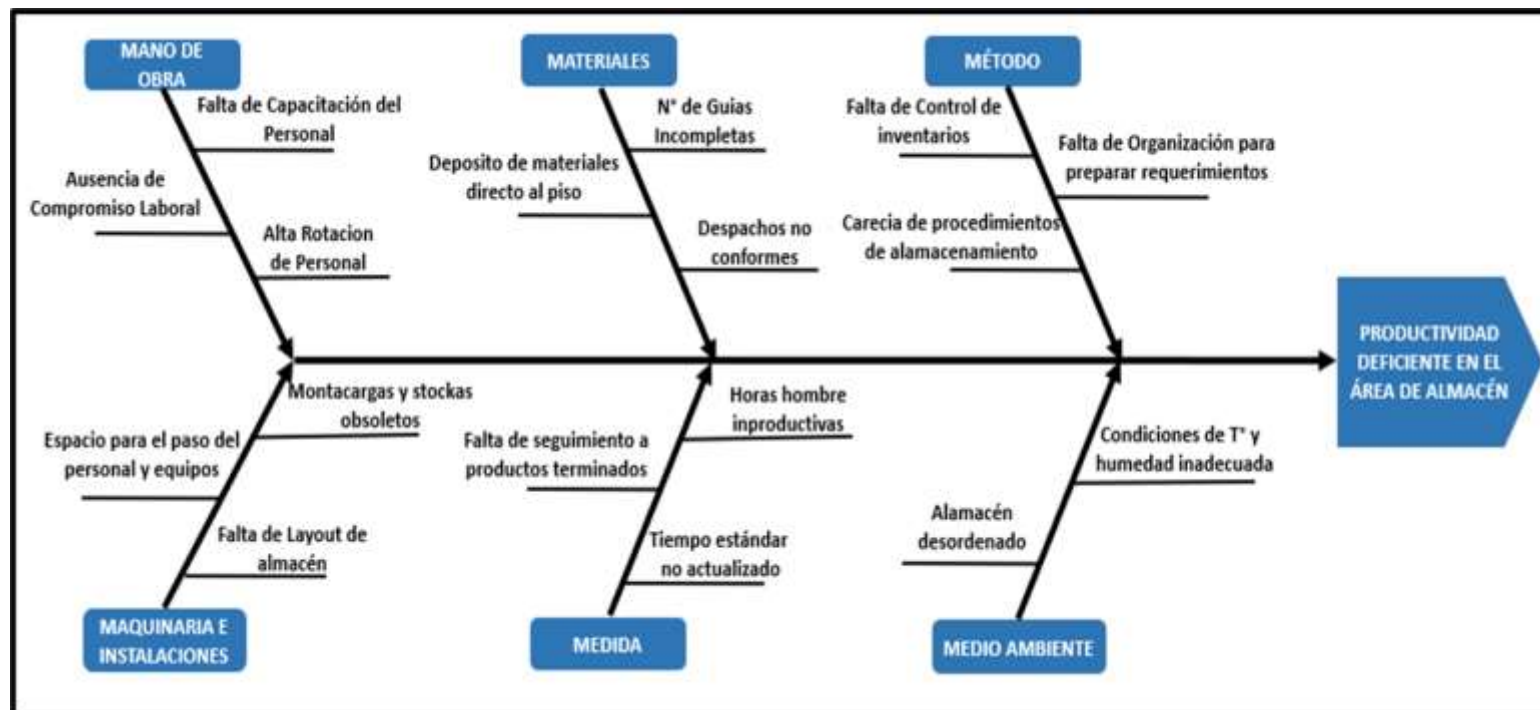 MANO DE
OBRA
Falta de Capacitación del
Personal
Ausencia de
Compromiso Laboral
Alta Rotacion
de Personal
MATERIALES
N° de Guias
Incompletas
Deposito de materiales
directo al piso
Despachos no
conformes
MÉTODO
Falta de Control de
inventarios
Falta de Organización para
preparar requerimientos
Carecia de procedimientos
de alamacenamiento
PRODUCTIVIDAD
DEFICIENTE EN EL
ÁREA DE ALMACÉN
Montacargas y stockas
obsoletos
Espacio para el paso del
personal y equipos
Falta de Layout de
almacén
MAQUINARIA E
INSTALACIONES
Horas hombre
inproductivas
Falta de seguimiento a
productos terminados
Tiempo estándar
no actualizado
MEDIDA
Condiciones de T° y
humedad inadecuada
Alamacén
desordenado
MEDIO AMBIENTE